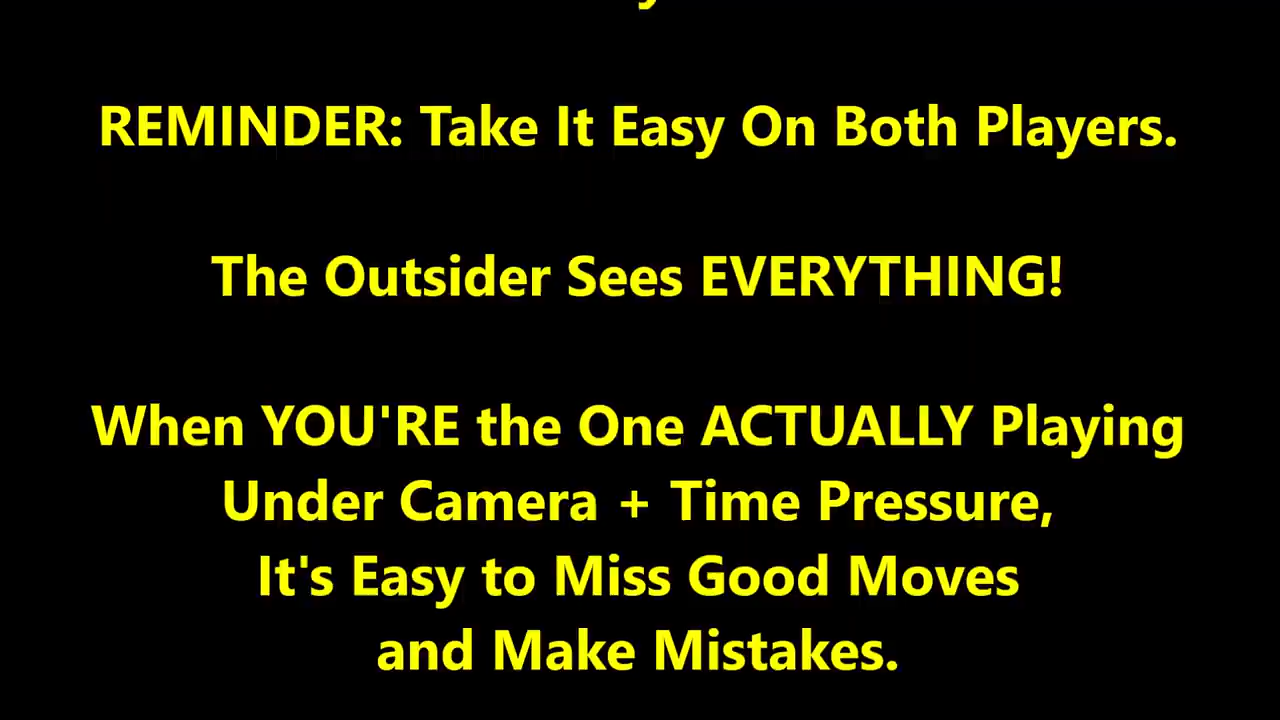 REMINDER: Take It Easy On Both Players.
The Outsider Sees EVERYTHING!
When YOU'RE the One ACTUALLY Playing
Under Camera + Time Pressure,
It's Easy to Miss Good Moves
and Make Mistakes.